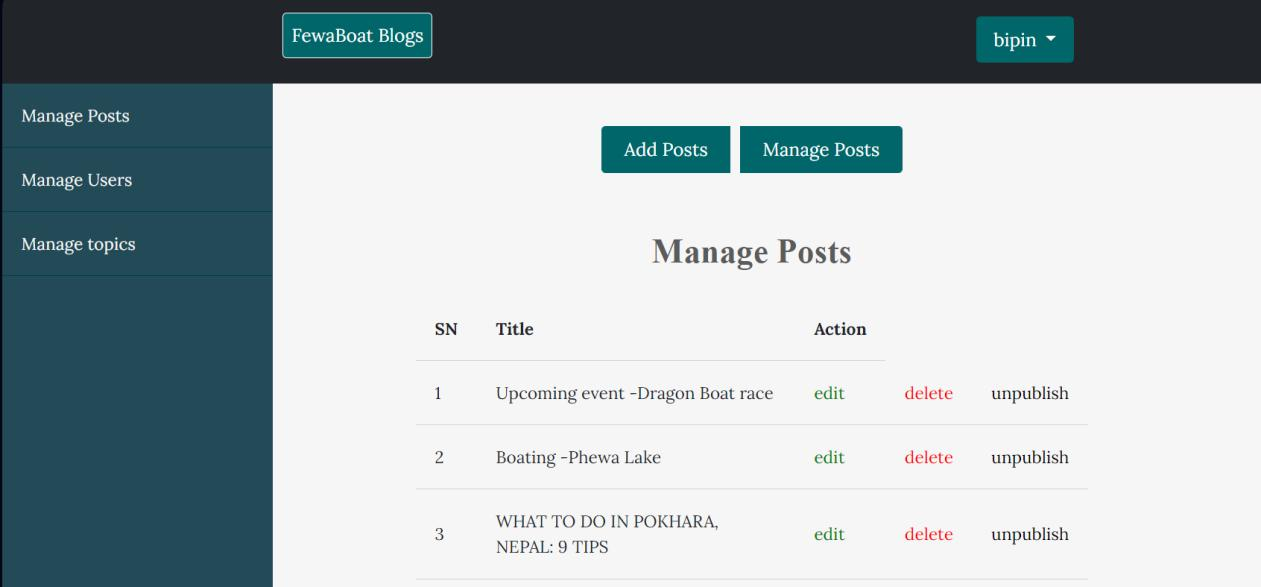 FewaBoat Blogs
bipin
Manage Posts
Manage Users
Manage topics
Add Posts Manage Posts
Manage Posts
SN Title Action
1 Upcoming event -Dragon Boat race edit delete unpublish
2 Boating -Phewa Lake edit delete unpublish
3 WHAT TO DO IN POKHARA,
NEPAL: 9 TIPS edit delete unpublish